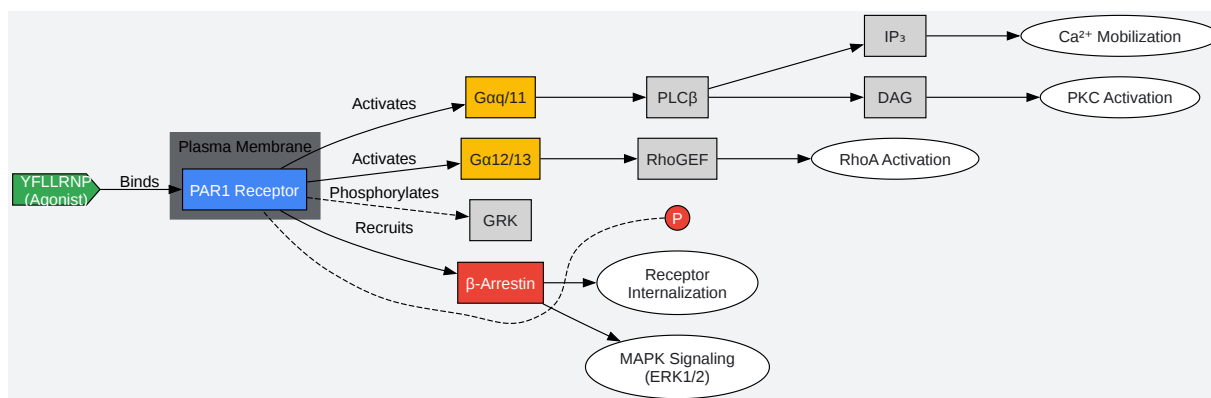 IP₃
Ca²⁺ Mobilization
Activates
Gαq/11
PLCβ
DAG
PKC Activation
Plasma Membrane
Activates
Gα12/13
RhoGEF
RhoA Activation
YFLLRNP
(Agonist)
Binds
PAR1 Receptor
Phosphorylates
GRK
P
Recruits
β-Arrestin
Receptor
Internalization
MAPK Signaling
(ERK1/2)